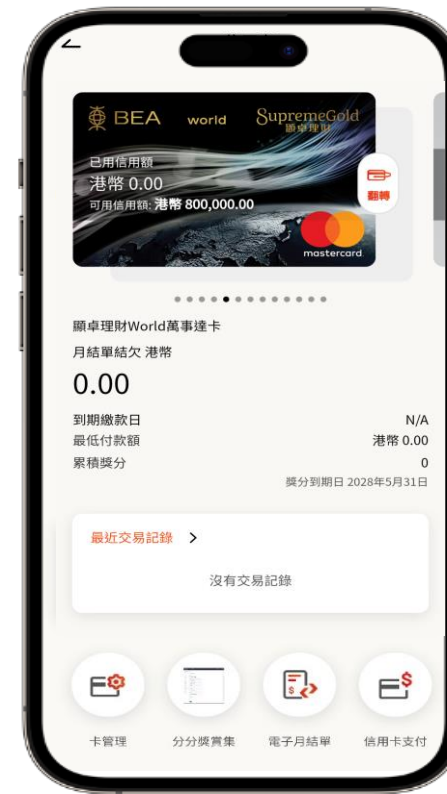 BEA
world
SupremeGold
顯卓理財
已用信用額
港幣 0.00
可用信用額: 港幣 800,000.00
翻轉
mastercard
顯卓理財World萬事達卡
月結單結欠 港幣
0.00
到期繳款日 N/A
最低付款額 港幣 0.00
累積獎分 0
獎分到期日 2028年5月31日
最近交易記錄
沒有交易記錄
卡管理
分分獎賞集
電子月結單
信用卡支付